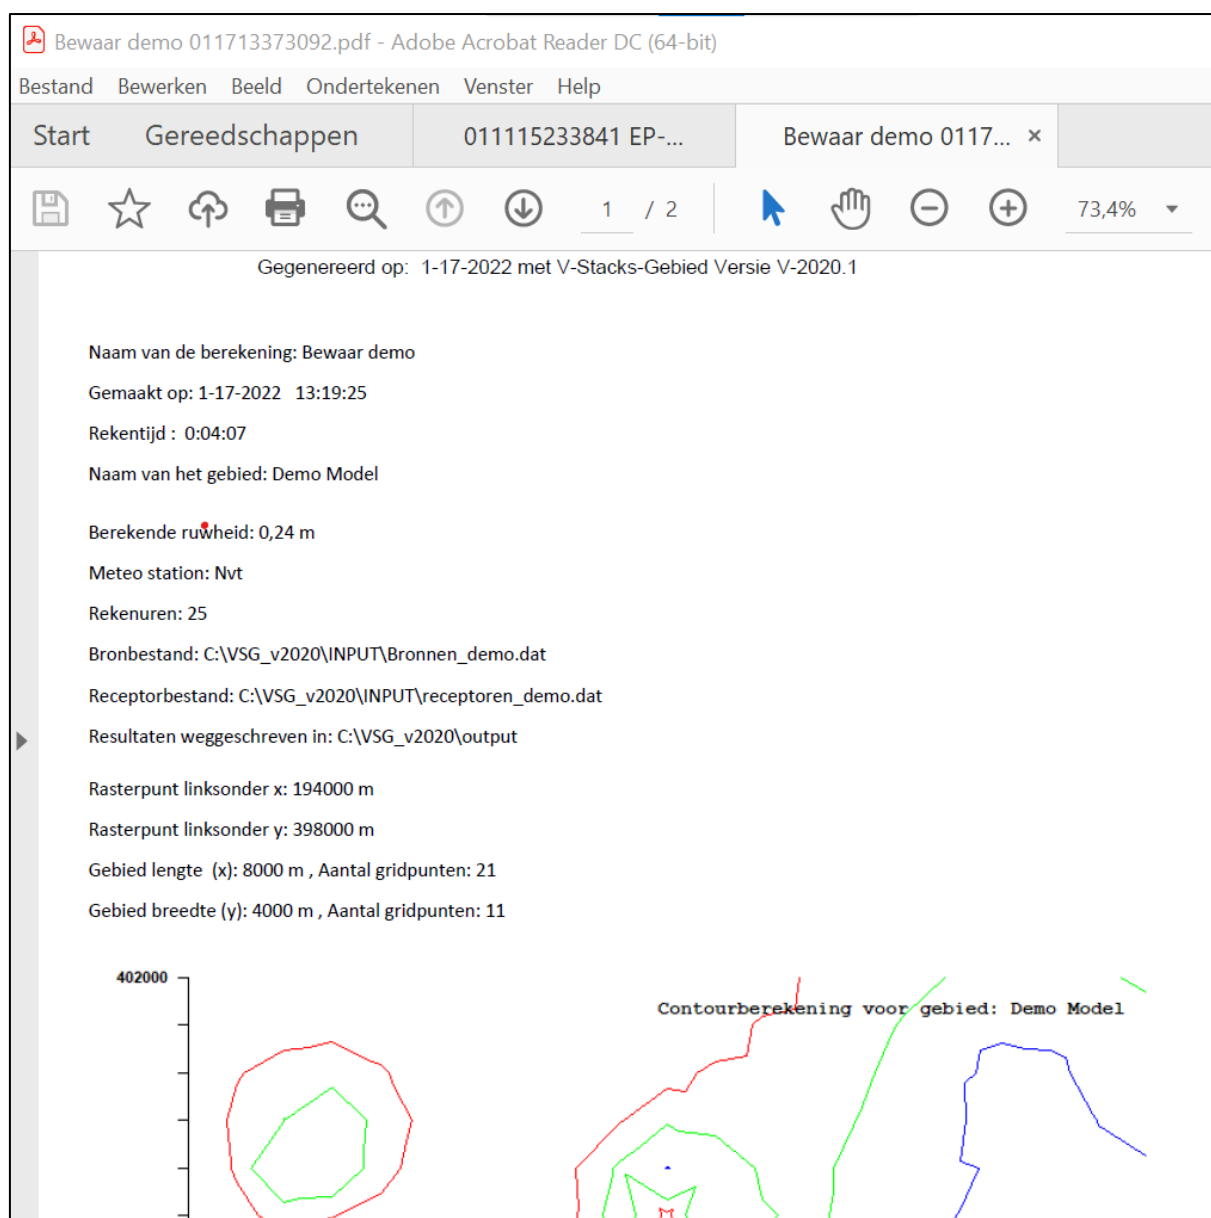 Bewaar demo 011713373092.pdf - Adobe Acrobat Reader DC (64-bit)
Bestand Bewerken Beeld Ondertekenen Venster Help
Start Gereedschappen 011115233841 EP-... Bewaar demo 0117... ×
1 / 2 73,4%
Gegenereerd op: 1-17-2022 met V-Stacks-Gebied Versie V-2020.1
Naam van de berekening: Bewaar demo
Gemaakt op: 1-17-2022 13:19:25
Rekentijd : 0:04:07
Naam van het gebied: Demo Model
Berekende ruwheid: 0,24 m
Meteo station: Nvt
Rekenuren: 25
Bronbestand: C:\VSG_v2020\INPUT\Bronnen_demo.dat
Receptorbestand: C:\VSG_v2020\INPUT\receptoren_demo.dat
Resultaten weggeschreven in: C:\VSG_v2020\output
Rasterpunt linksonder x: 194000 m
Rasterpunt linksonder y: 398000 m
Gebied lengte (x): 8000 m , Aantal gridpunten: 21
Gebied breedte (y): 4000 m , Aantal gridpunten: 11
402000
Contourberekening voor gebied: Demo Model